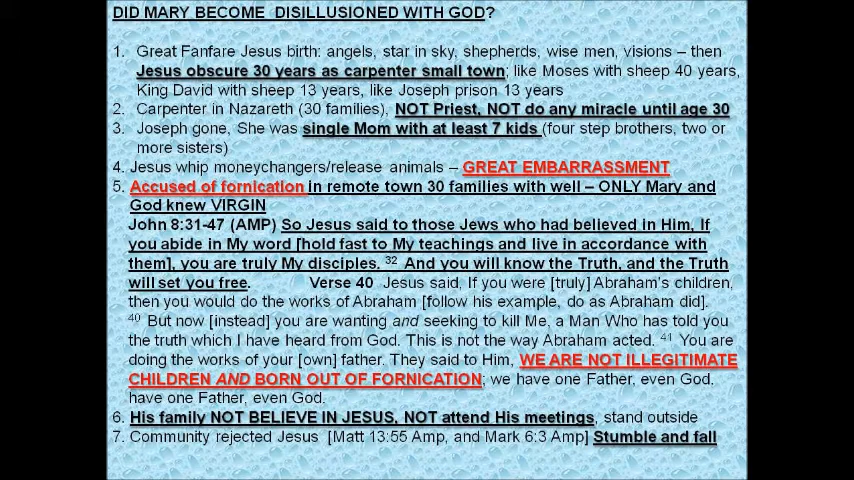 DID MARY BECOME DISILLUSIONED WITH GOD?
1. Great Fanfare Jesus birth: angels, star in sky, shepherds, wise men, visions – then
Jesus obscure 30 years as carpenter small town; like Moses with sheep 40 years,
King David with sheep 13 years, like Joseph prison 13 years
2. Carpenter in Nazareth (30 families), NOT Priest, NOT do any miracle until age 30
3. Joseph gone, She was single Mom with at least 7 kids (four step brothers, two or
more sisters)
4. Jesus whip moneychangers/release animals – GREAT EMBARRASSMENT
5. Accused of fornication in remote town 30 families with well – ONLY Mary and
God knew VIRGIN
John 8:31-47 (AMP) So Jesus said to those Jews who had believed in Him, If
you abide in My word [hold fast to My teachings and live in accordance with
them], you are truly My disciples. 32 And you will know the Truth, and the Truth
will set you free. Verse 40 Jesus said, If you were [truly] Abraham's children,
then you would do the works of Abraham [follow his example, do as Abraham did].
40 But now [instead] you are wanting and seeking to kill Me, a Man Who has told you
the truth which I have heard from God. This is not the way Abraham acted. 41 You are
doing the works of your [own] father. They said to Him, WE ARE NOT ILLEGITIMATE
CHILDREN AND BORN OUT OF FORNICATION; we have one Father, even God.
have one Father, even God.
6. His family NOT BELIEVE IN JESUS, NOT attend His meetings, stand outside
7. Community rejected Jesus [Matt 13:55 Amp, and Mark 6:3 Amp] Stumble and fall